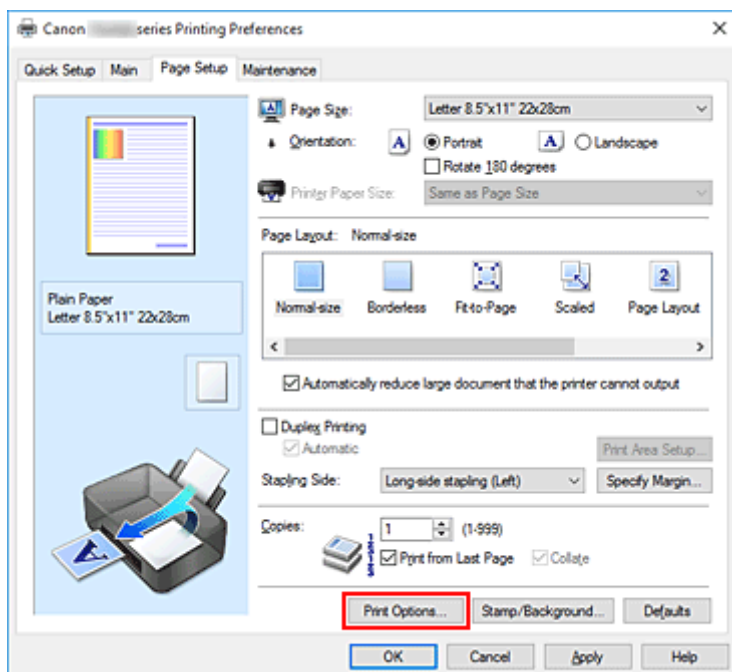 Canon series Printing Preferences
Quick Setup Main Page Setup Maintenance
Page Size: Letter 8.5"x11" 22x28cm
Orientation: A Portrait A Landscape
Rotate 180 degrees
Printer Paper Size: Same as Page Size
Page Layout: Normal-size
Normal-size Borderless Fit-to-Page Scaled 2 Page Layout
Plain Paper
Letter 8.5"x11" 22x28cm
Automatically reduce large document that the printer cannot output
Duplex Printing
Automatic Print Area Setup...
Stapling Side: Long-side stapling (Left) Specify Margin...
Copies: 1 (1-999)
Print from Last Page Collate
A
Print Options... Stamp/Background... Defaults
OK Cancel Apply Help